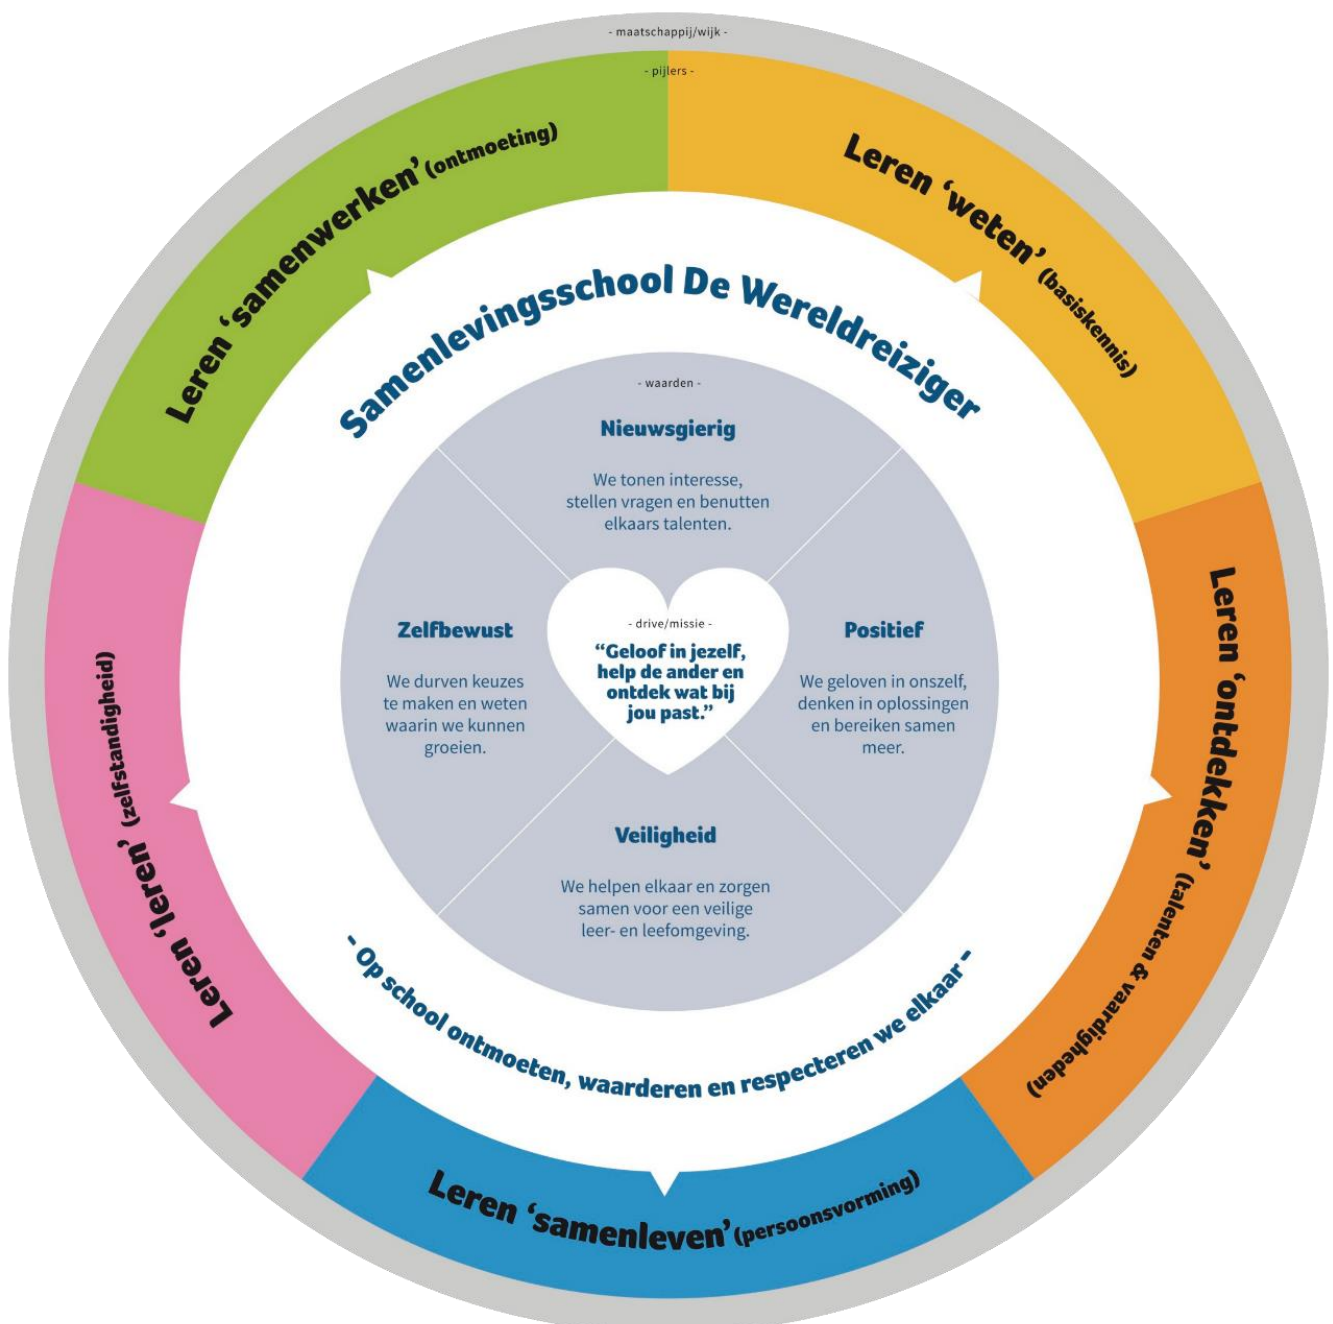 - maatschappij/wijk -
- pijlers -
Leren ‘samenwerken’ (ontmoeting)
Leren ‘weten’ (basiskennis)
Leren ‘ontdekken’ (talenten & vaardigheden)
Leren ‘samenleven’ (persoonsvorming)
Leren ‘leren’ (zelfstandigheid)
Samenlevingsschool De Wereldreiziger
- waarden -
Nieuwsgierig
We tonen interesse,
stellen vragen en benutten
elkaars talenten.
Zelfbewust
We durven keuzes
te maken en weten
waarin we kunnen
groeien.
- drive/missie -
“Geloof in jezelf,
help de ander en
ontdek wat bij
jou past.”
Positief
We geloven in onszelf,
denken in oplossingen
en bereiken samen
meer.
Veiligheid
We helpen elkaar en zorgen
samen voor een veilige
leer- en leefomgeving.
- Op school ontmoeten, waarderen en respecteren we elkaar -